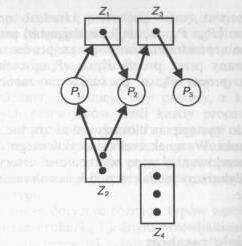 Z₁ Z₃
P₁ P₂ P₃
Z₂
Z₄